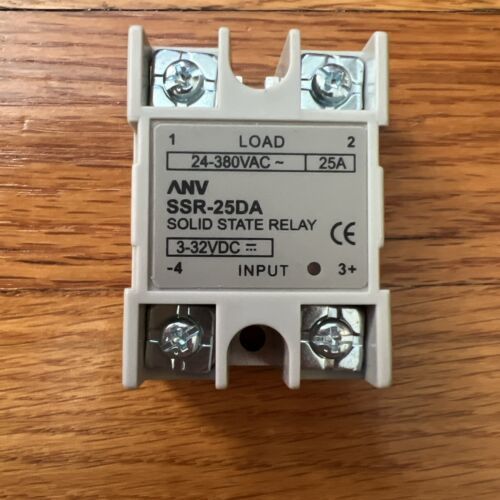 1 LOAD 2
24-380VAC ~ 25A
ANV
SSR-25DA
SOLID STATE RELAY
3-32VDC ⎓ CE
-4 INPUT 3+